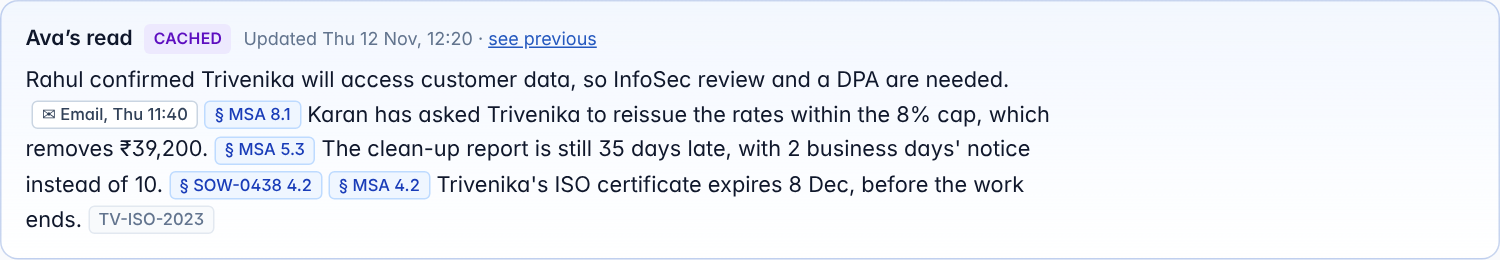 Ava’s read CACHED Updated Thu 12 Nov, 12:20 · see previous
Rahul confirmed Trivenika will access customer data, so InfoSec review and a DPA are needed.
✉ Email, Thu 11:40 § MSA 8.1 Karan has asked Trivenika to reissue the rates within the 8% cap, which
removes ₹39,200. § MSA 5.3 The clean-up report is still 35 days late, with 2 business days' notice
instead of 10. § SOW-0438 4.2 § MSA 4.2 Trivenika's ISO certificate expires 8 Dec, before the work
ends. TV-ISO-2023